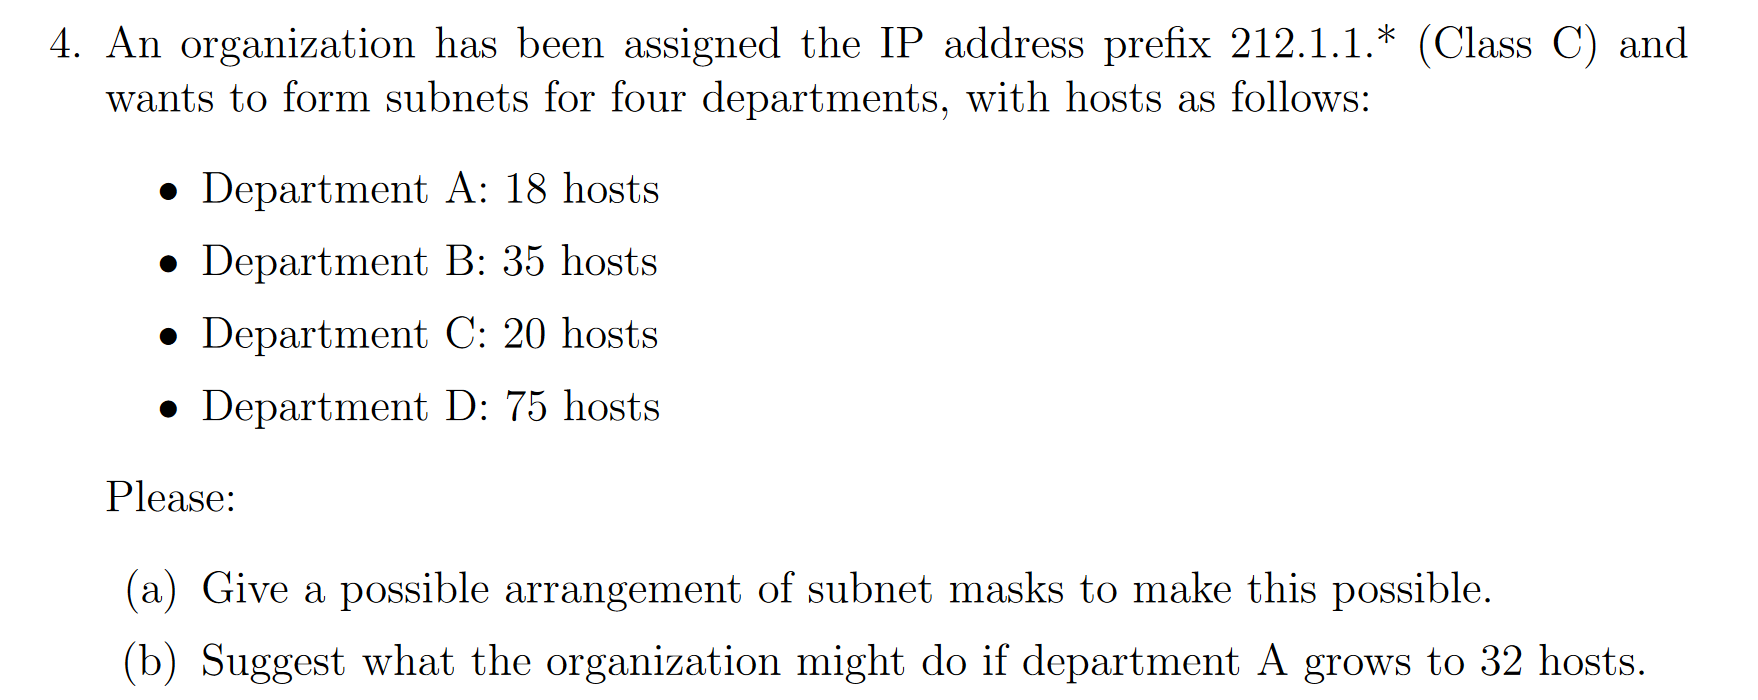 4. An organization has been assigned the IP address prefix 212.1.1.* (Class C) and
wants to form subnets for four departments, with hosts as follows:
• Department A: 18 hosts
• Department B: 35 hosts
• Department C: 20 hosts
• Department D: 75 hosts
Please:
(a) Give a possible arrangement of subnet masks to make this possible.
(b) Suggest what the organization might do if department A grows to 32 hosts.